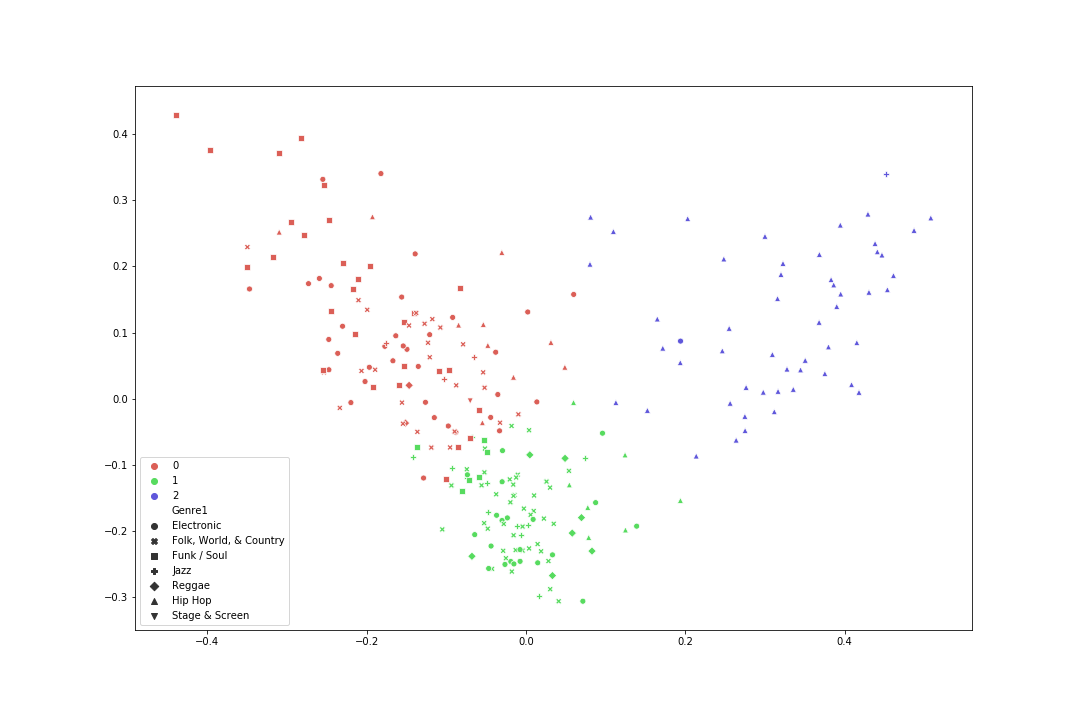 0.4
0.3
0.2
0.1
0.0
−0.1
−0.2
−0.3
0
1
2
Genre1
Electronic
Folk, World, & Country
Funk / Soul
Jazz
Reggae
Hip Hop
Stage & Screen
−0.4 −0.2 0.0 0.2 0.4